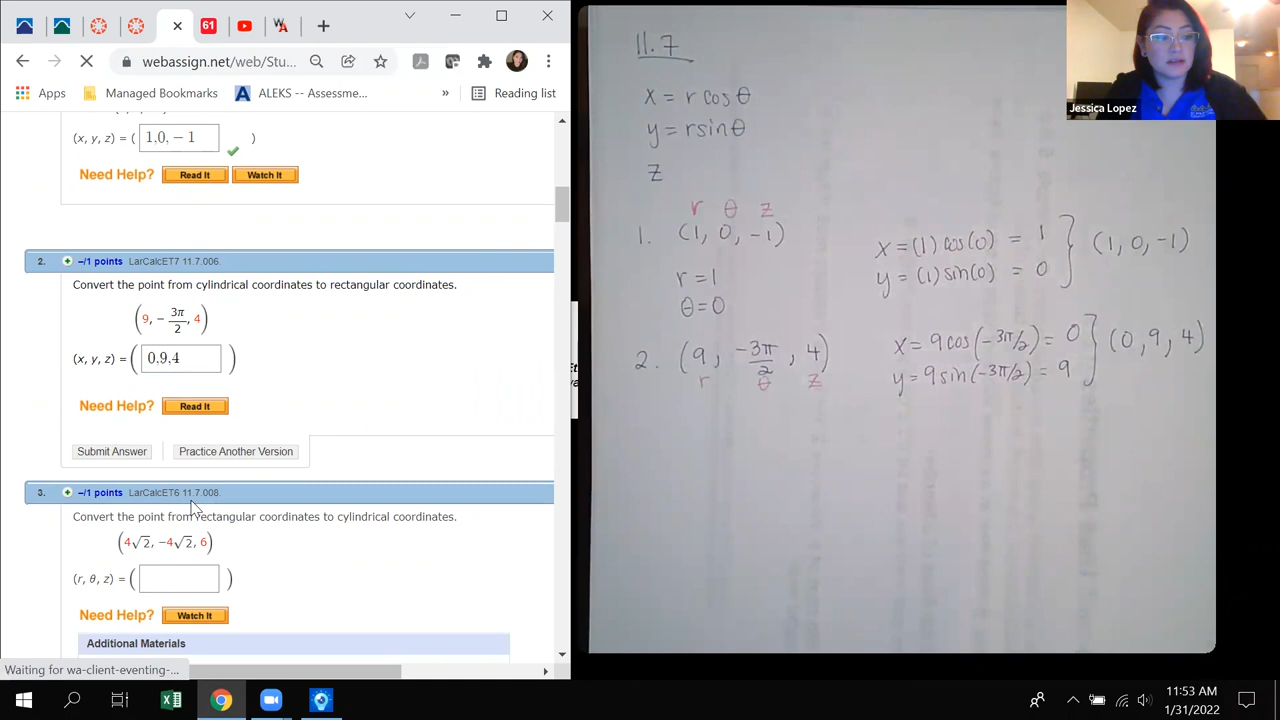 61
webassign.net/web/Stu...
Apps
Managed Bookmarks
ALEKS -- Assessme...
»
Reading list
(x, y, z) = ( 1,0, − 1 )
Need Help? Read It Watch It
2. –/1 points LarCalcET7 11.7.006.
Convert the point from cylindrical coordinates to rectangular coordinates.
(9, −3π/2, 4)
(x, y, z) = ( 0,9,4 )
Need Help? Read It
Submit Answer Practice Another Version
3. –/1 points LarCalcET6 11.7.008.
Convert the point from rectangular coordinates to cylindrical coordinates.
(4√2, −4√2, 6)
(r, θ, z) = ( )
Need Help? Watch It
Additional Materials
Waiting for wa-client-eventing-...
11.7
x = r cos θ
y = r sin θ
z
r θ z
1. (1, 0, -1)
r = 1
θ = 0
x = (1) cos(0) = 1
y = (1) sin(0) = 0
(1, 0, -1)
2. (9, -3π/2, 4)
r θ z
x = 9 cos(-3π/2) = 0
y = 9 sin(-3π/2) = 9
(0, 9, 4)
Jessica Lopez
11:53 AM
1/31/2022